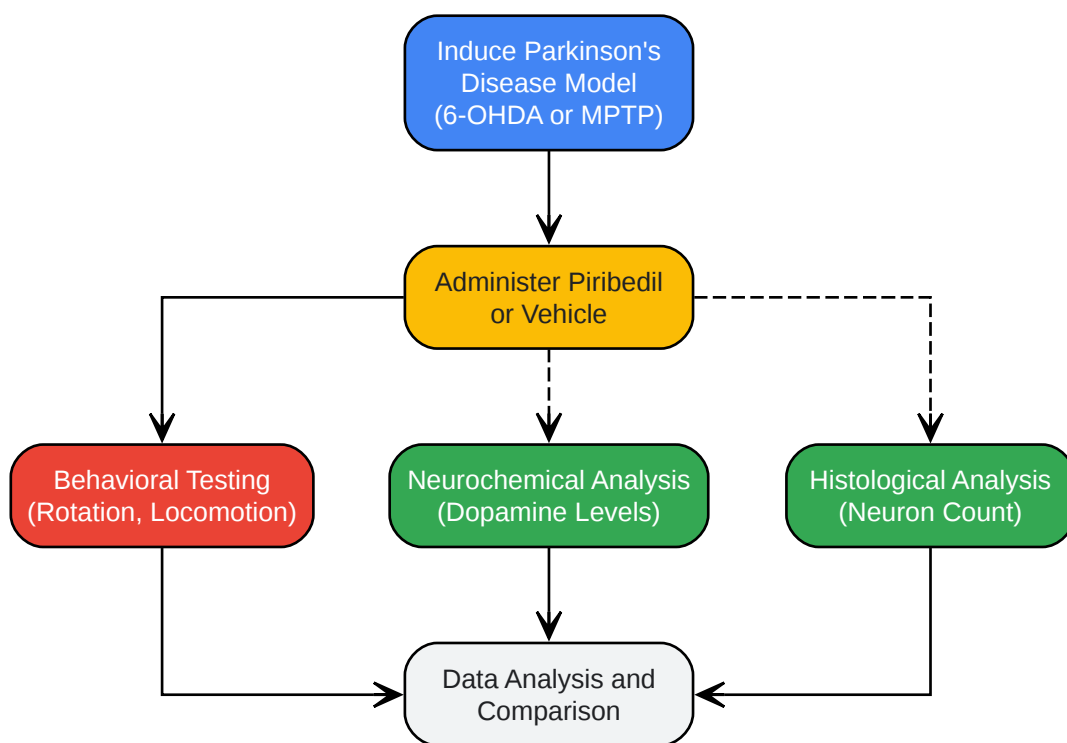 Induce Parkinson's
Disease Model
(6-OHDA or MPTP)
Administer Piribedil
or Vehicle
Behavioral Testing
(Rotation, Locomotion)
Neurochemical Analysis
(Dopamine Levels)
Histological Analysis
(Neuron Count)
Data Analysis and
Comparison